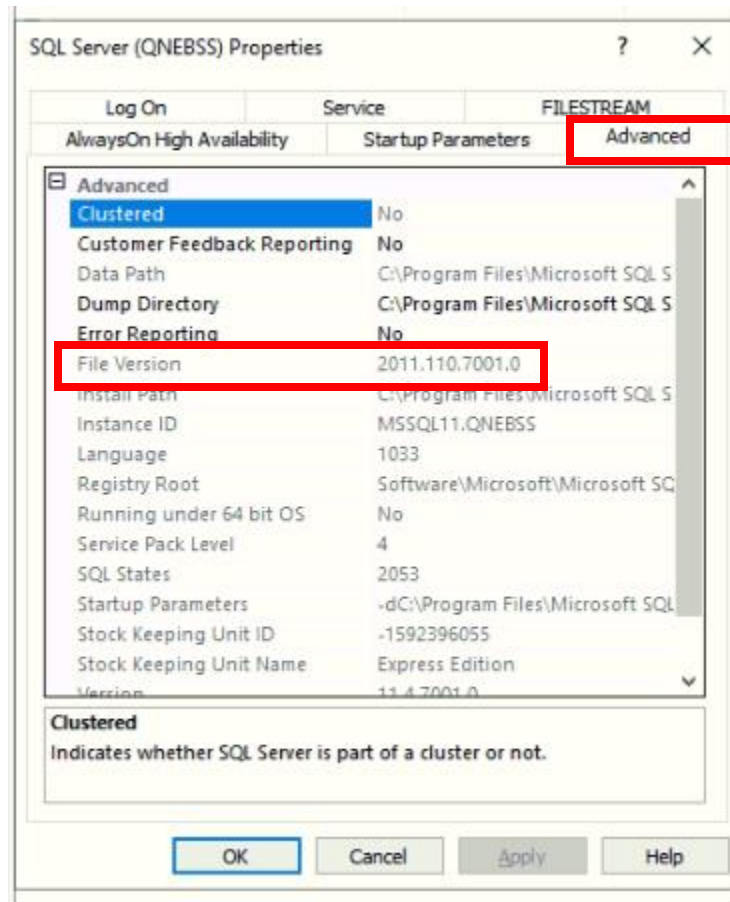 SQL Server (QNEBSS) Properties ? ×
Log On Service FILESTREAM
AlwaysOn High Availability Startup Parameters Advanced
Advanced
Clustered No
Customer Feedback Reporting No
Data Path C:\Program Files\Microsoft SQL S
Dump Directory C:\Program Files\Microsoft SQL S
Error Reporting No
File Version 2011.110.7001.0
Install Path C:\Program Files\Microsoft SQL S
Instance ID MSSQL11.QNEBSS
Language 1033
Registry Root Software\Microsoft\Microsoft SQ
Running under 64 bit OS No
Service Pack Level 4
SQL States 2053
Startup Parameters -dC:\Program Files\Microsoft SQL
Stock Keeping Unit ID -1592396055
Stock Keeping Unit Name Express Edition
Version 11.4.7001.0
Clustered
Indicates whether SQL Server is part of a cluster or not.
OK Cancel Apply Help